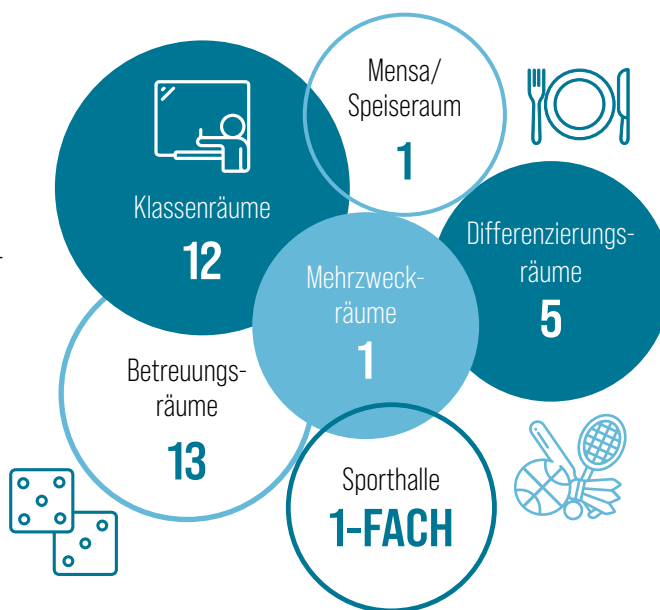 Mensa/
Speiseraum
1
Klassenräume
12
Differenzierungs-
räume
5
Mehrzweck-
räume
1
Betreuungs-
räume
13
Sporthalle
1-FACH